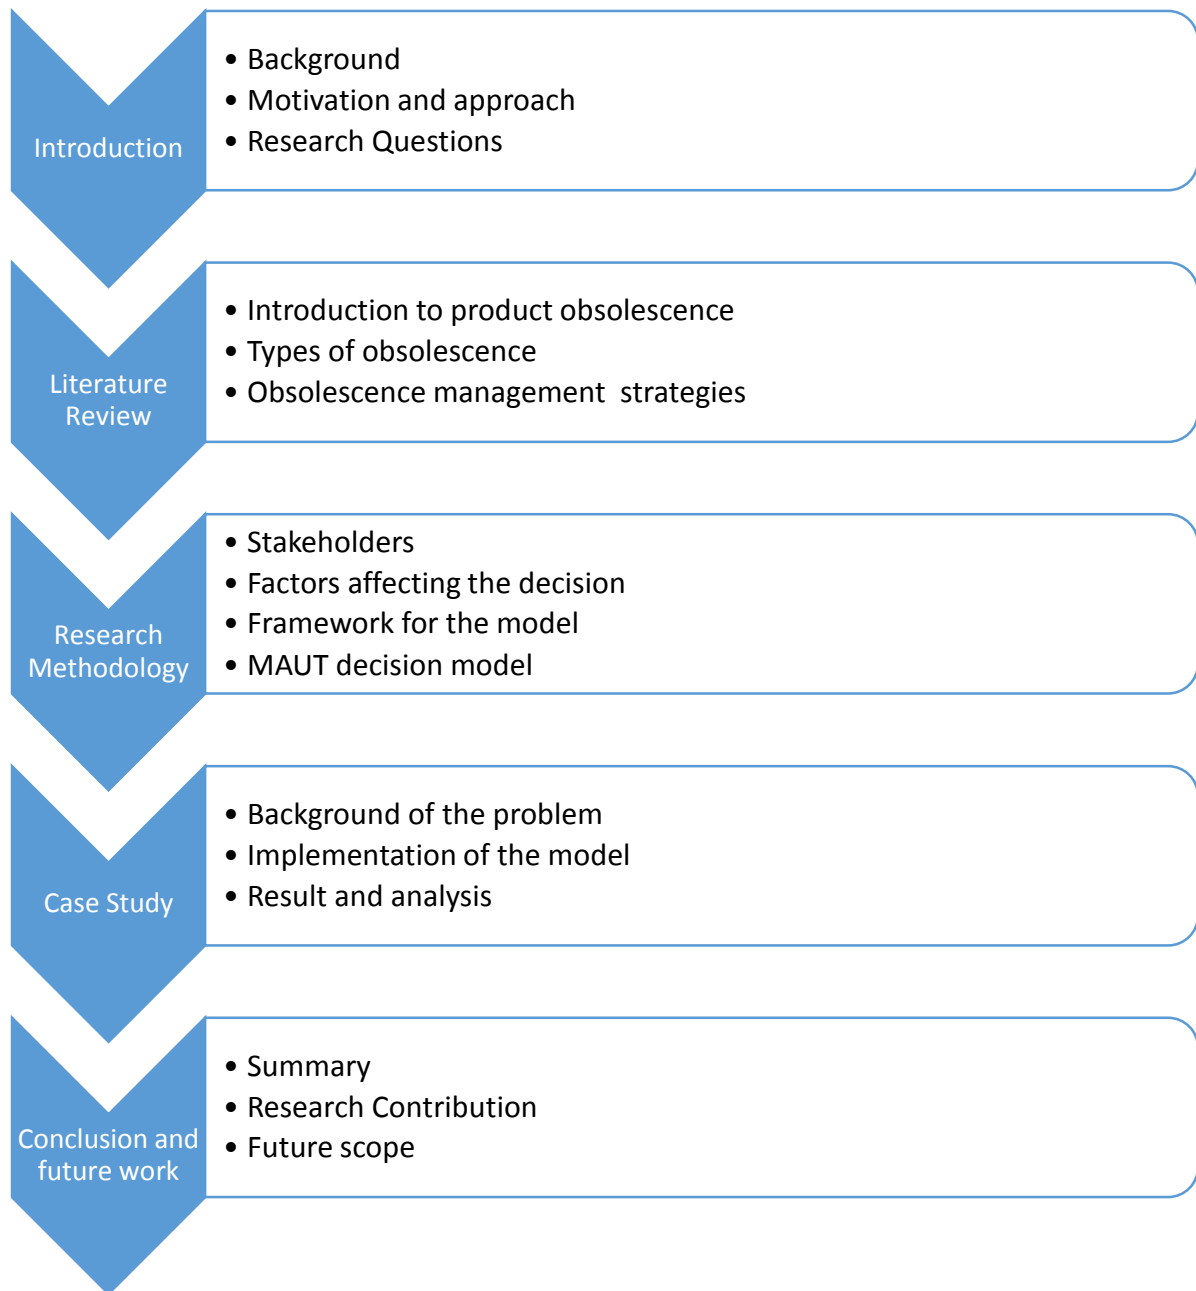 Introduction
• Background
• Motivation and approach
• Research Questions
Literature
Review
• Introduction to product obsolescence
• Types of obsolescence
• Obsolescence management  strategies
Research
Methodology
• Stakeholders
• Factors affecting the decision
• Framework for the model
• MAUT decision model
Case Study
• Background of the problem
• Implementation of the model
• Result and analysis
Conclusion and
future work
• Summary
• Research Contribution
• Future scope